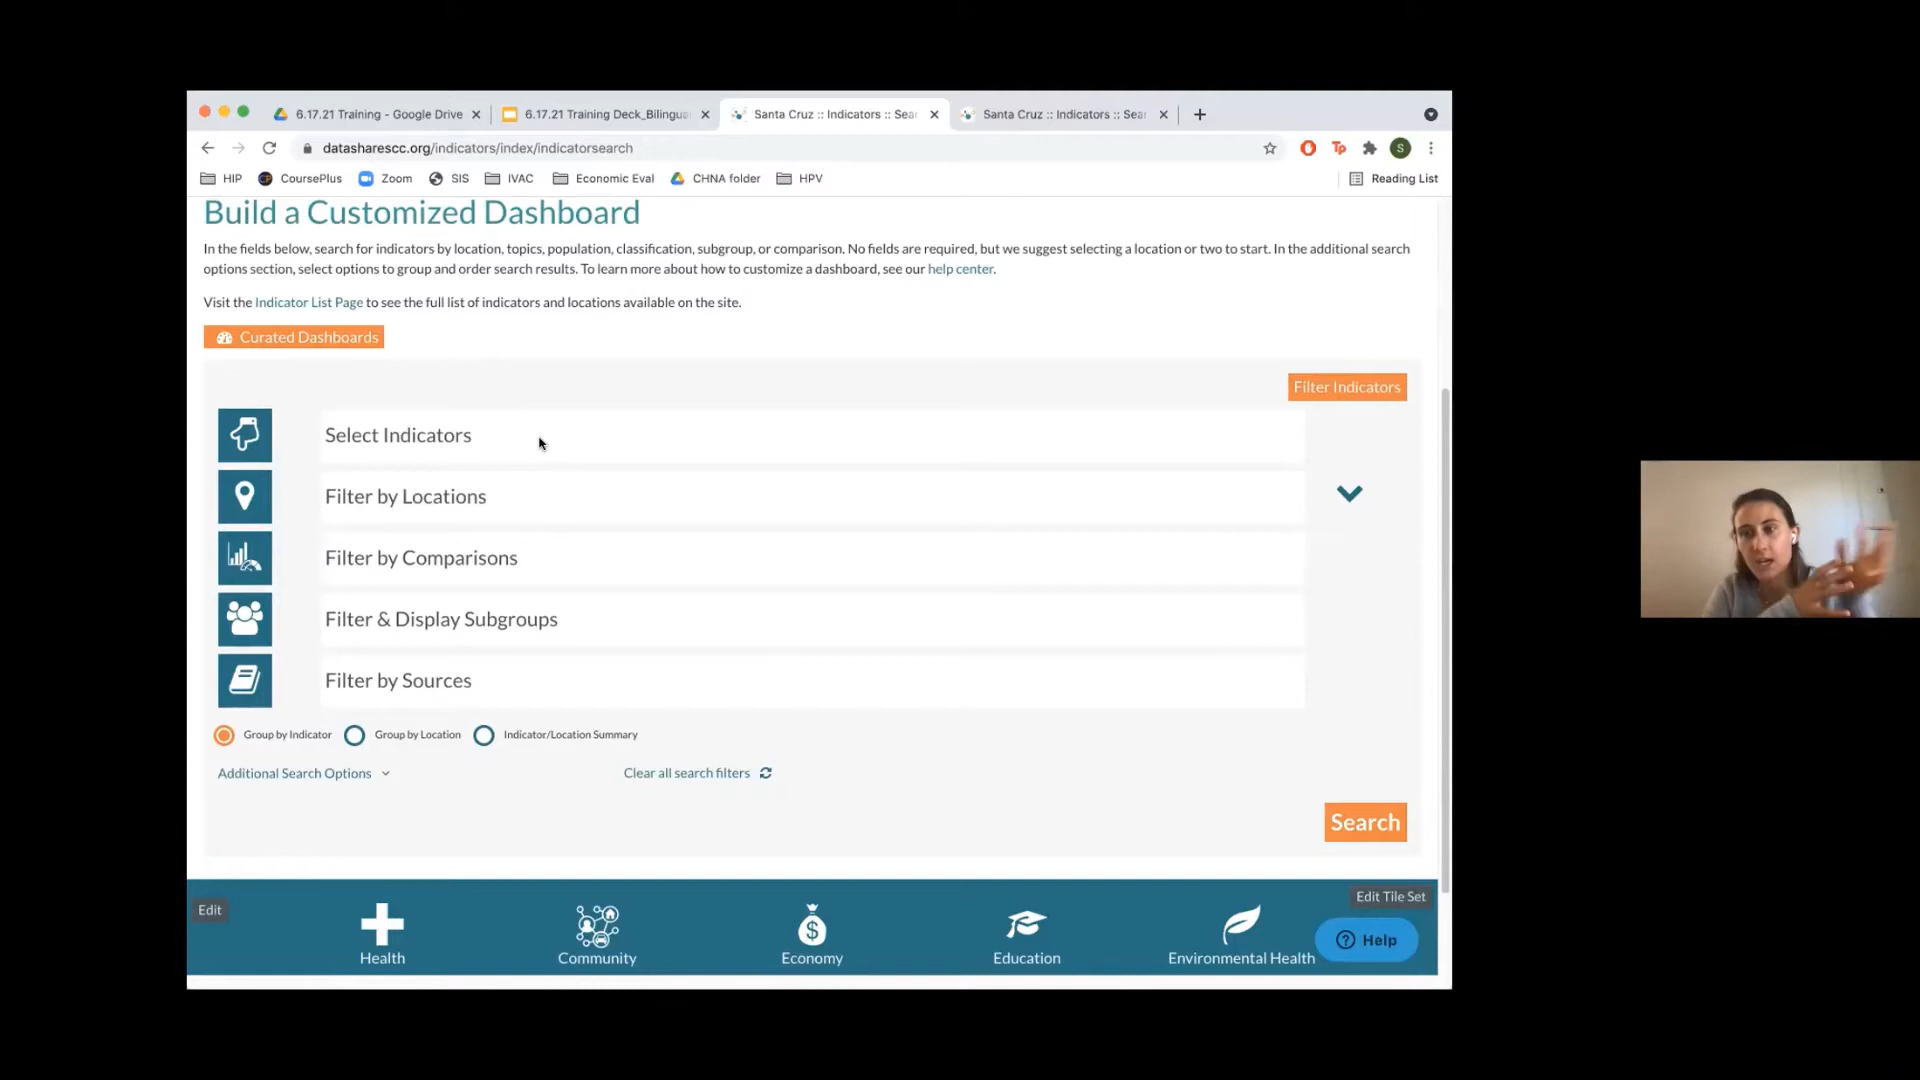 6.17.21 Training - Google Drive
6.17.21 Training Deck_Bilingua
Santa Cruz :: Indicators :: Sear
Santa Cruz :: Indicators :: Sear
datasharescc.org/indicators/index/indicatorsearch
Tp
S
HIP
CP CoursePlus
Zoom
SIS
IVAC
Economic Eval
CHNA folder
HPV
Reading List
Build a Customized Dashboard
In the fields below, search for indicators by location, topics, population, classification, subgroup, or comparison. No fields are required, but we suggest selecting a location or two to start. In the additional search
options section, select options to group and order search results. To learn more about how to customize a dashboard, see our help center.
Visit the Indicator List Page to see the full list of indicators and locations available on the site.
Curated Dashboards
Filter Indicators
Select Indicators
Filter by Locations
Filter by Comparisons
Filter & Display Subgroups
Filter by Sources
Group by Indicator
Group by Location
Indicator/Location Summary
Additional Search Options
Clear all search filters
Search
Edit
Edit Tile Set
Health
Community
$
Economy
Education
Environmental Health
? Help